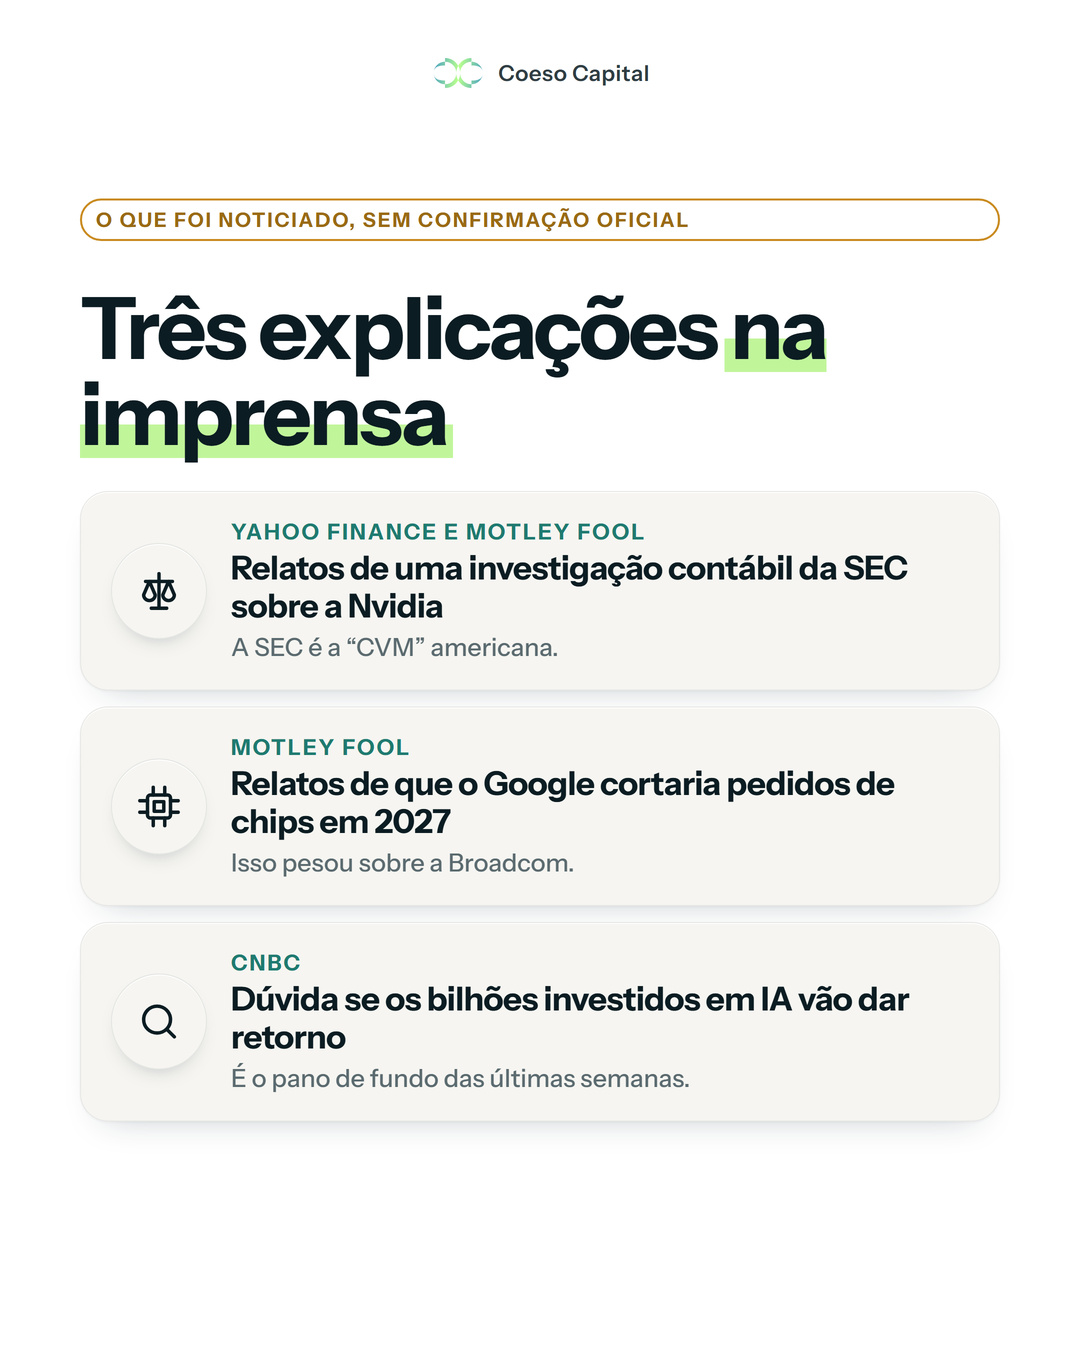 Coeso Capital
O QUE FOI NOTICIADO, SEM CONFIRMAÇÃO OFICIAL
Três explicações na
imprensa
YAHOO FINANCE E MOTLEY FOOL
Relatos de uma investigação contábil da SEC
sobre a Nvidia
A SEC é a “CVM” americana.
MOTLEY FOOL
Relatos de que o Google cortaria pedidos de
chips em 2027
Isso pesou sobre a Broadcom.
CNBC
Dúvida se os bilhões investidos em IA vão dar
retorno
É o pano de fundo das últimas semanas.